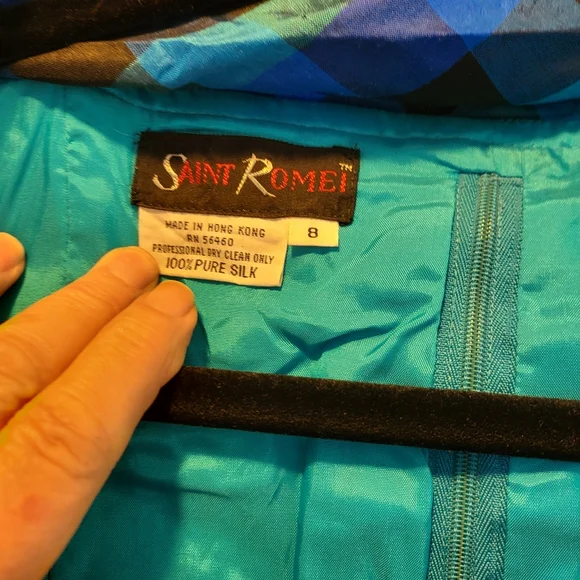 SAINT ROMEI™
MADE IN HONG KONG
RN 56460
PROFESSIONAL DRY CLEAN ONLY
100% PURE SILK
8